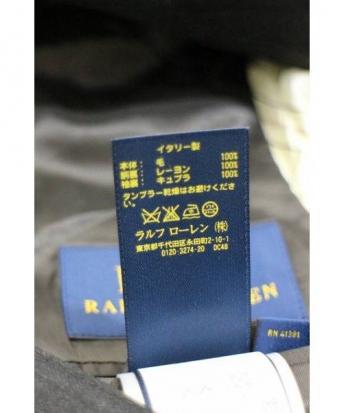 イタリー製
本体: 毛 100%
胴裏: レーヨン 100%
袖裏: キュプラ 100%
タンブラー乾燥はお避けくださ
い。
ラルフ ローレン (株)
東京都千代田区永田町2-10-1
0120-3274-20 DC48
RA EN
RN 41381